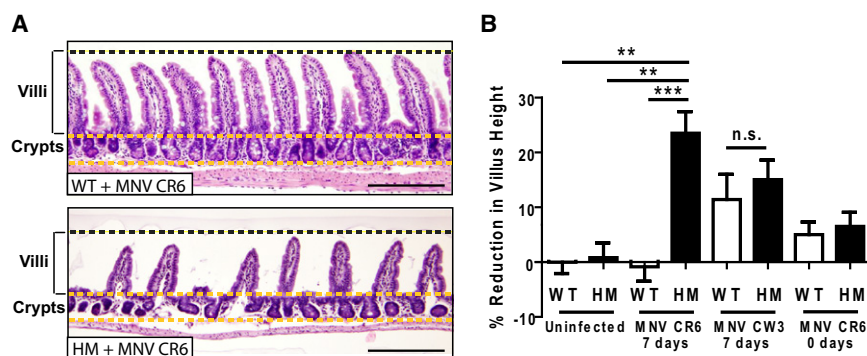 A
Villi
Crypts
WT + MNV CR6
Villi
Crypts
HM + MNV CR6
B
**
**
***
n.s.
% Reduction in Villus Height
30
20
10
0
-10
WT HM WT HM WT HM WT HM
Uninfected MNV CR6 MNV CW3 MNV CR6
7 days 7 days 0 days